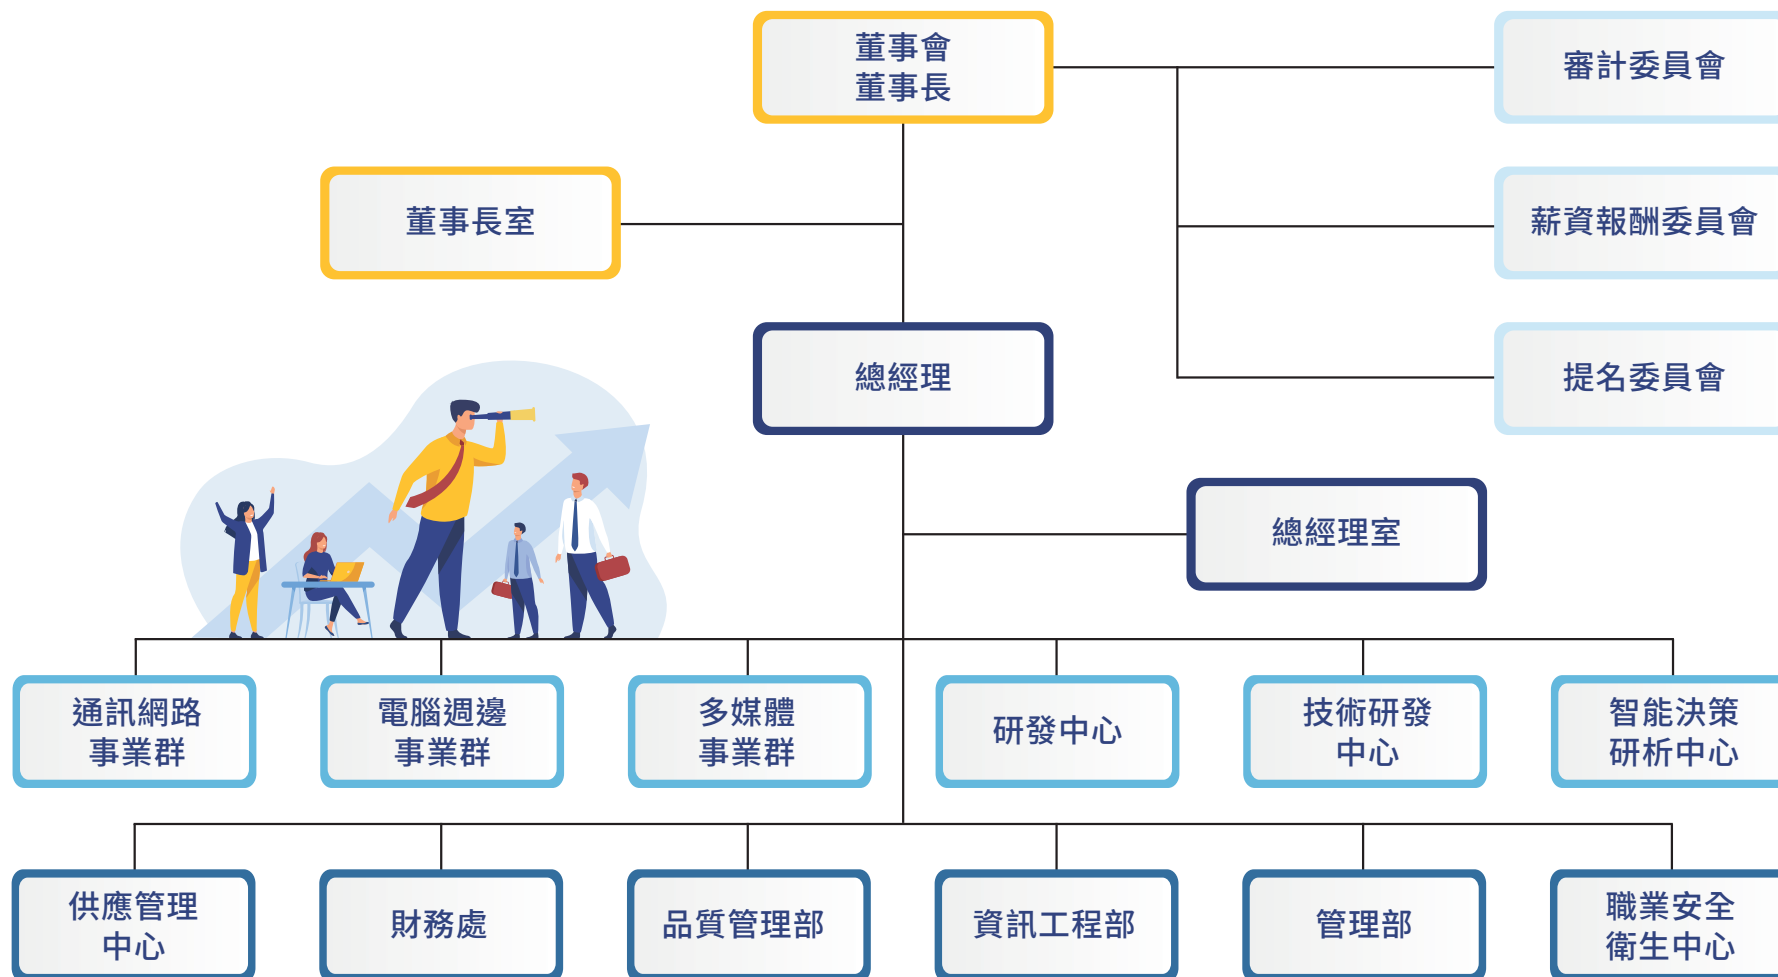 董事會
董事長
審計委員會
董事長室
薪資報酬委員會
總經理
提名委員會
總經理室
通訊網路
事業群
電腦週邊
事業群
多媒體
事業群
研發中心
技術研發
中心
智能決策
研析中心
供應管理
中心
財務處
品質管理部
資訊工程部
管理部
職業安全
衛生中心